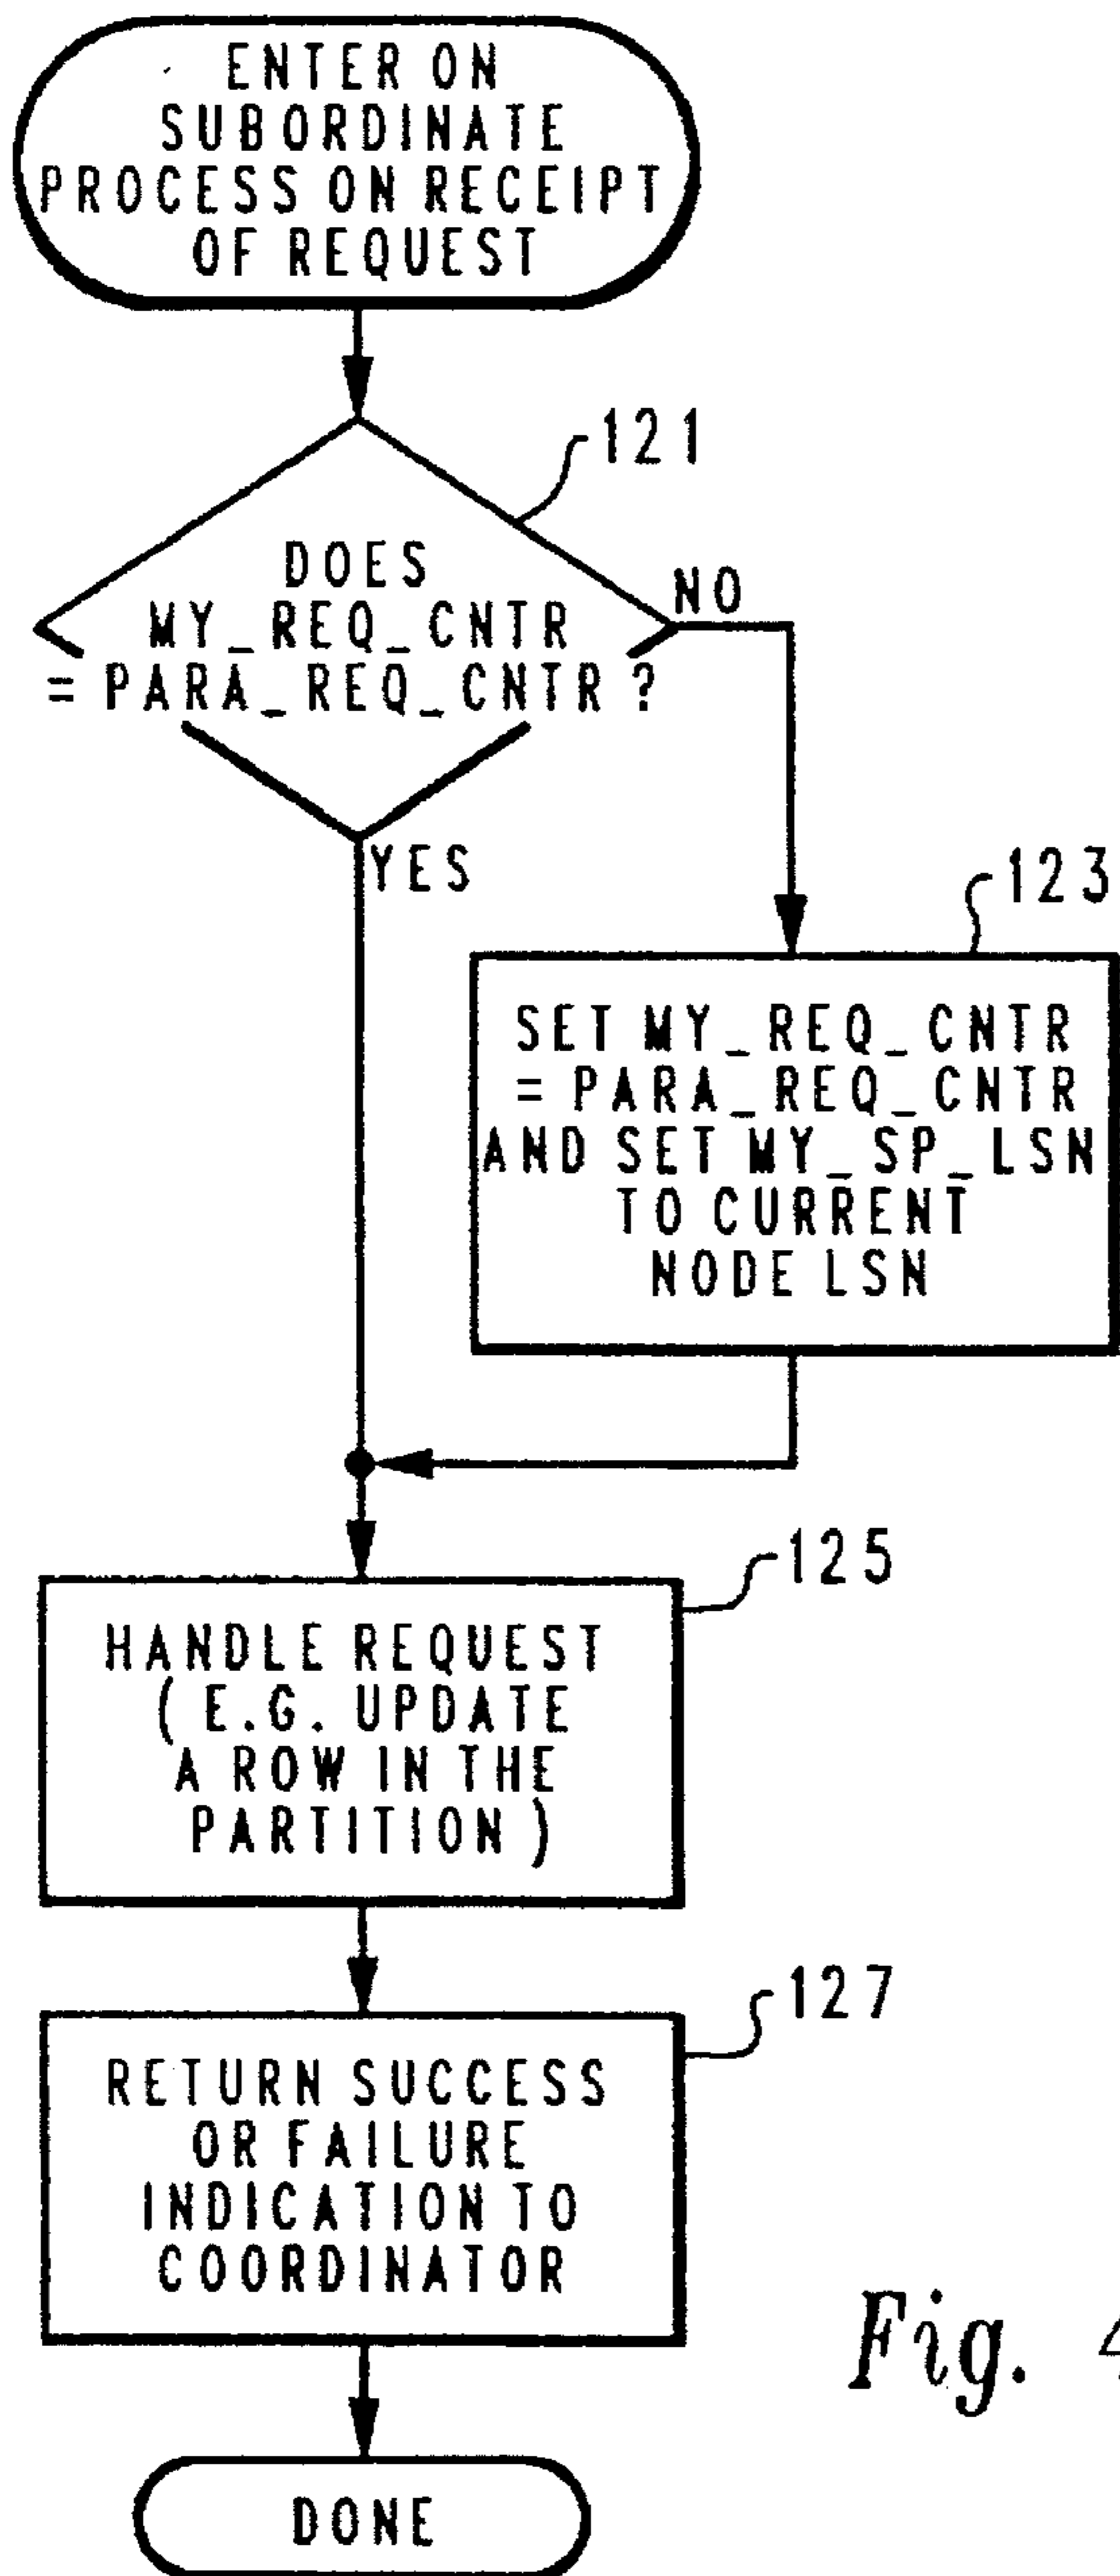 ENTER ON
SUBORDINATE
PROCESS ON RECEIPT
OF REQUEST
121
DOES
MY_REQ_CNTR
= PARA_REQ_CNTR ?
NO
YES
123
SET MY_REQ_CNTR
= PARA_REQ_CNTR
AND SET MY_SP_LSN
TO CURRENT
NODE LSN
125
HANDLE REQUEST
( E.G. UPDATE
A ROW IN THE
PARTITION )
127
RETURN SUCCESS
OR FAILURE
INDICATION TO
COORDINATOR
Fig. 4
DONE